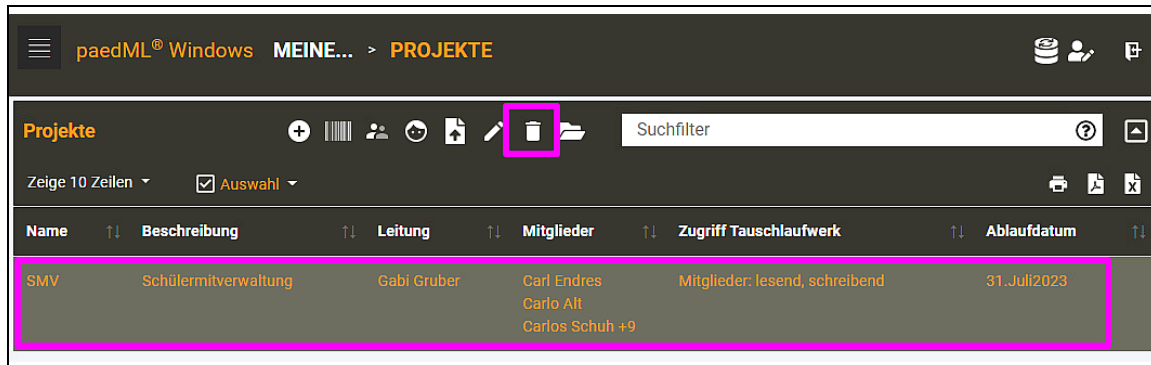 paedML® Windows MEINE... > PROJEKTE
Projekte Suchfilter
Zeige 10 Zeilen Auswahl
Name Beschreibung Leitung Mitglieder Zugriff Tauschlaufwerk Ablaufdatum
SMV Schülermitverwaltung Gabi Gruber Carl Endres Mitglieder: lesend, schreibend 31.Juli2023
Carlo Alt
Carlos Schuh +9